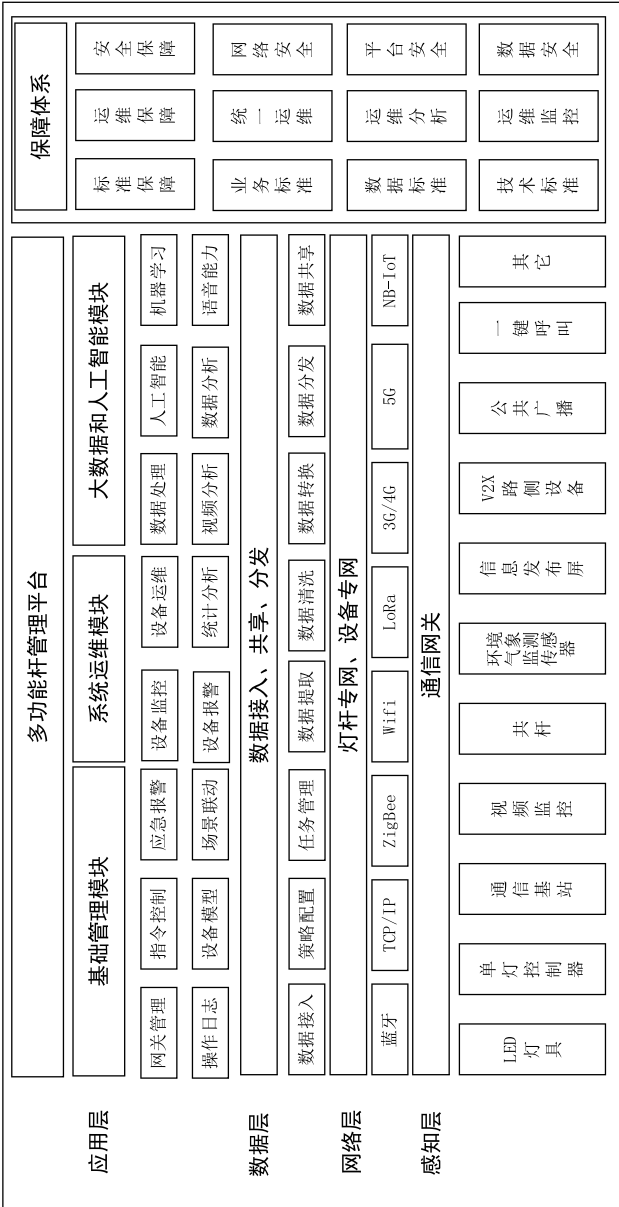 多功能杆管理平台
保障体系
应用层
基础管理模块
系统运维模块
大数据和人工智能模块
网关管理
指令控制
应急报警
设备监控
设备运维
数据处理
人工智能
机器学习
操作日志
设备模型
场景联动
设备报警
统计分析
视频分析
数据分析
语音能力
数据层
数据接入、共享、分发
数据接入
策略配置
任务管理
数据提取
数据清洗
数据转换
数据分发
数据共享
网络层
灯杆专网、设备专网
蓝牙
TCP/IP
ZigBee
Wifi
LoRa
3G/4G
5G
NB-IoT
感知层
通信网关
LED
灯具
单灯控制器
通信基站
视频监控
共杆
环境
气象
监测
传感
器
信息发布屏
V2X
路侧设备
公共广播
一键呼叫
其它
标准保障
运维保障
安全保障
业务标准
统一运维
网络安全
数据标准
运维分析
平台安全
技术标准
运维监控
数据安全